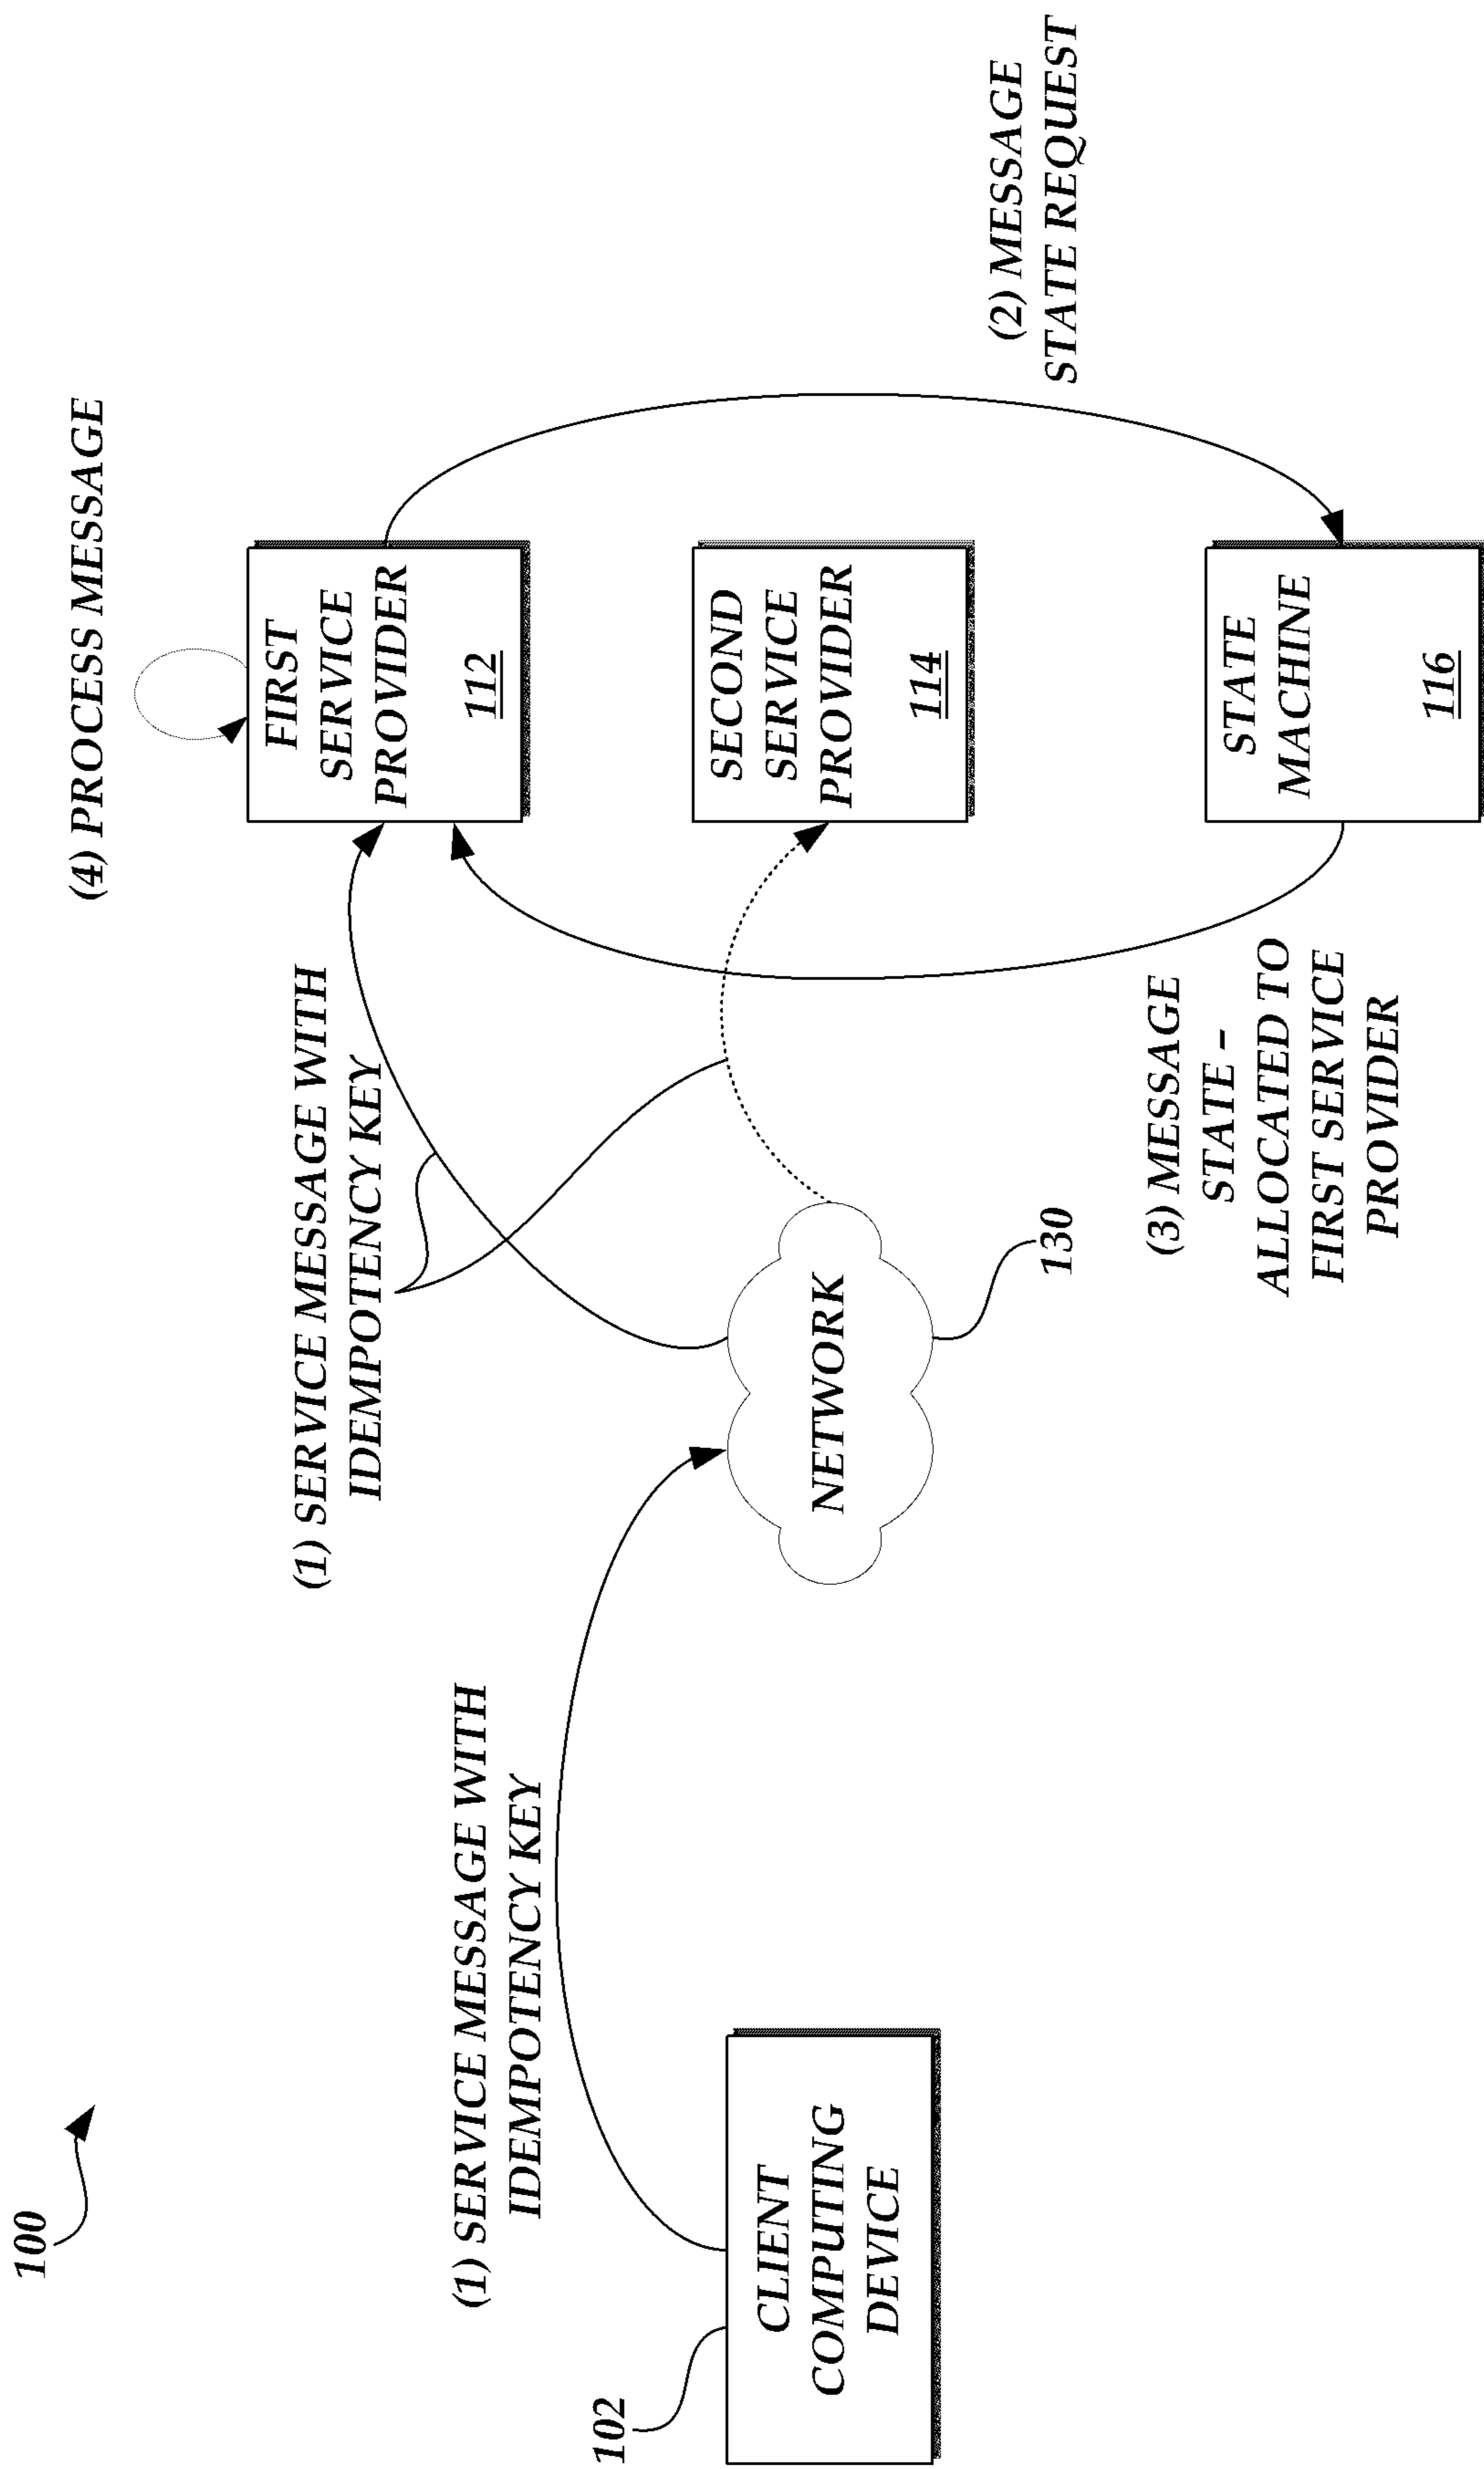 100
(4) PROCESS MESSAGE
(1) SERVICE MESSAGE WITH
IDEMPOTENCY KEY
(1) SERVICE MESSAGE WITH
IDEMPOTENCY KEY
102
CLIENT
COMPUTING
DEVICE
NETWORK
130
FIRST
SERVICE
PROVIDER
112
SECOND
SERVICE
PROVIDER
114
STATE
MACHINE
116
(2) MESSAGE
STATE REQUEST
(3) MESSAGE
STATE –
ALLOCATED TO
FIRST SERVICE
PROVIDER